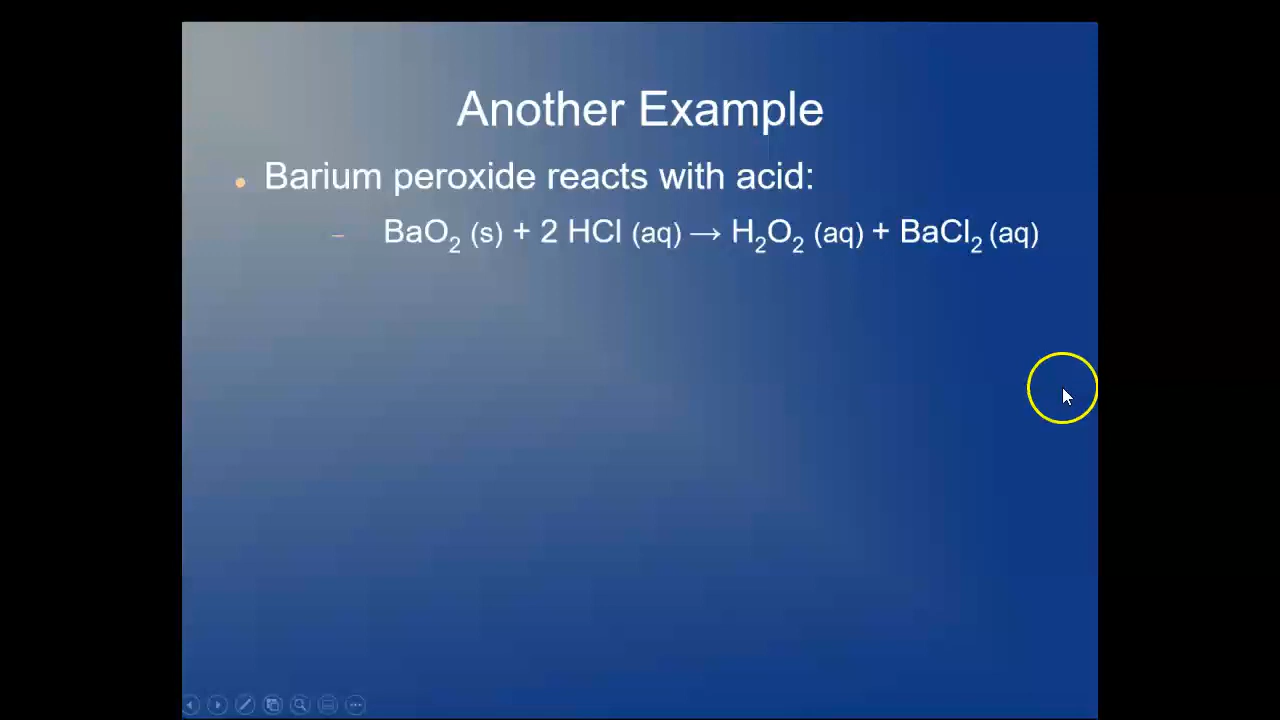 Another Example
• Barium peroxide reacts with acid:
– BaO₂ (s) + 2 HCl (aq) → H₂O₂ (aq) + BaCl₂ (aq)